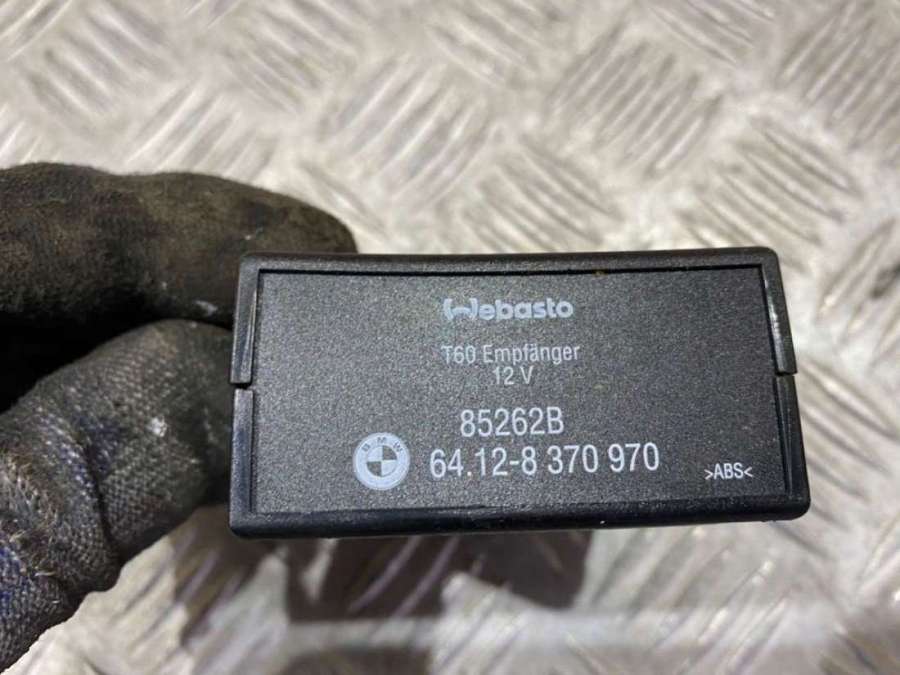 Webasto
T60 Empfänger
12 V
85262B
BMW
64.12-8 370 970
>ABS<